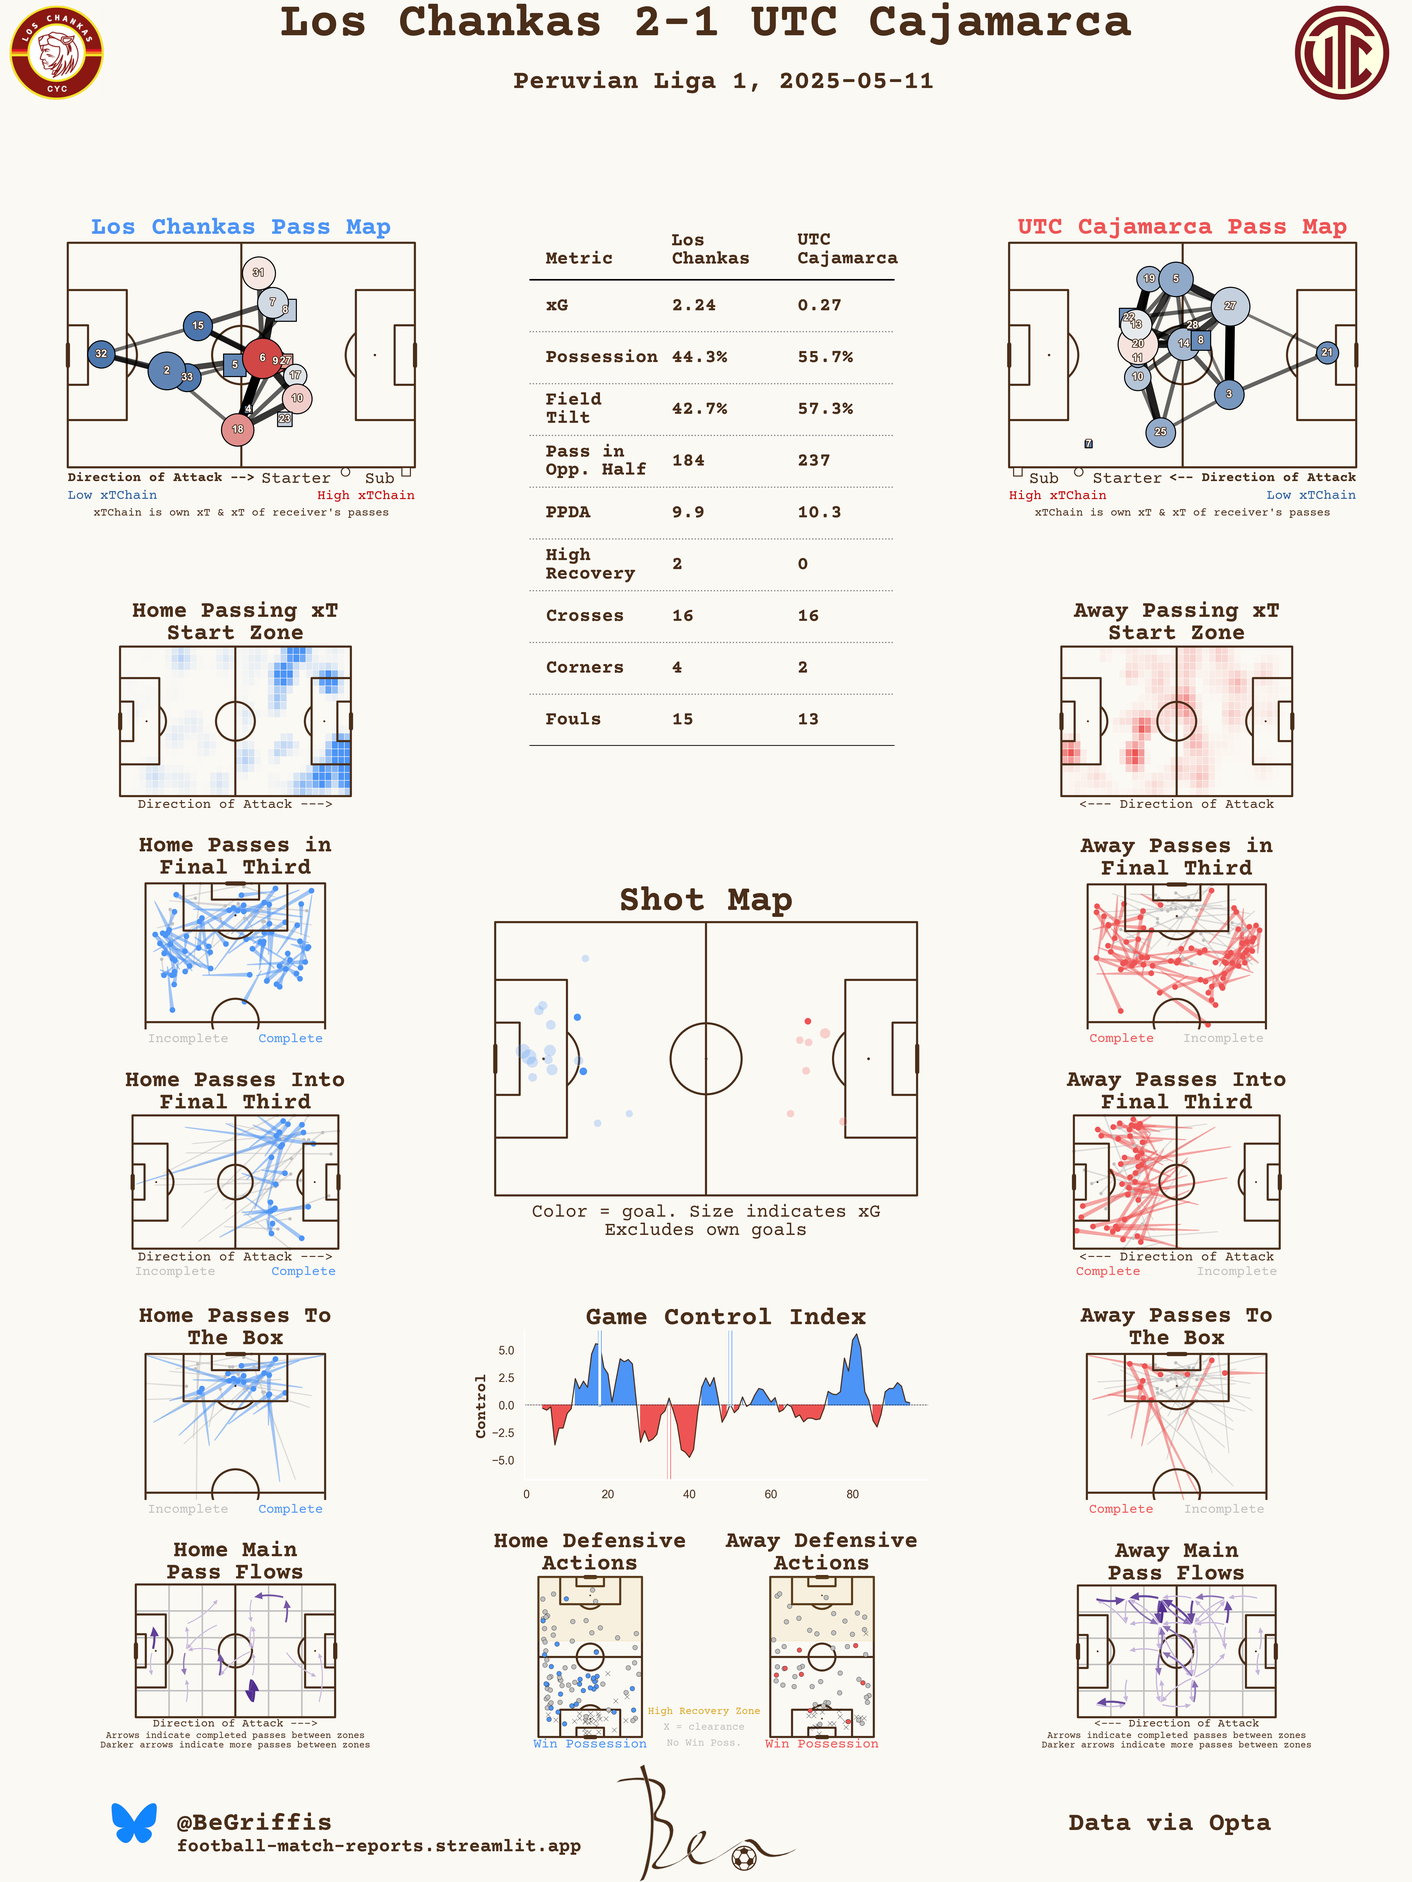 Los Chankas 2-1 UTC Cajamarca
Peruvian Liga 1, 2025-05-11
LOS CHANKAS
CYC
UTC
Los Chankas Pass Map
31
7
8
15
32
6
9
27
5
2
33
17
10
4
23
18
Direction of Attack --> Starter Sub
Low xTChain High xTChain
xTChain is own xT & xT of receiver's passes
Metric Los Chankas UTC Cajamarca
xG 2.24 0.27
Possession 44.3% 55.7%
Field Tilt 42.7% 57.3%
Pass in Opp. Half 184 237
PPDA 9.9 10.3
High Recovery 2 0
Crosses 16 16
Corners 4 2
Fouls 15 13
UTC Cajamarca Pass Map
19
5
27
22
13
28
20
14
8
11
21
10
3
25
7
Sub Starter <-- Direction of Attack
High xTChain Low xTChain
xTChain is own xT & xT of receiver's passes
Home Passing xT
Start Zone
Direction of Attack --->
Away Passing xT
Start Zone
<--- Direction of Attack
Home Passes in
Final Third
Incomplete Complete
Away Passes in
Final Third
Complete Incomplete
Shot Map
Color = goal. Size indicates xG
Excludes own goals
Home Passes Into
Final Third
Direction of Attack --->
Incomplete Complete
Away Passes Into
Final Third
<--- Direction of Attack
Complete Incomplete
Home Passes To
The Box
Incomplete Complete
Game Control Index
Control
5.0
2.5
0.0
−2.5
−5.0
0 20 40 60 80
Away Passes To
The Box
Complete Incomplete
Home Main
Pass Flows
Direction of Attack --->
Arrows indicate completed passes between zones
Darker arrows indicate more passes between zones
Home Defensive
Actions
Win Possession
High Recovery Zone
X = clearance
No Win Poss.
Away Defensive
Actions
Win Possession
Away Main
Pass Flows
<--- Direction of Attack
Arrows indicate completed passes between zones
Darker arrows indicate more passes between zones
@BeGriffis
football-match-reports.streamlit.app
Ben
Data via Opta